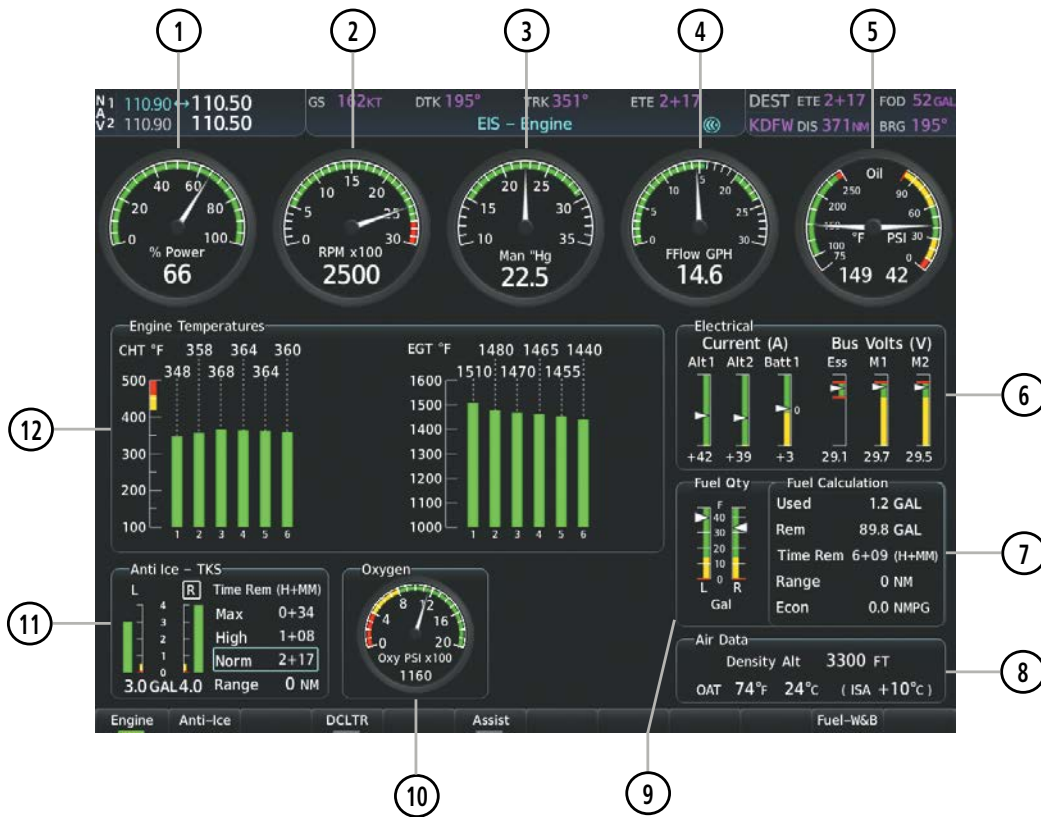 1 2 3 4 5
N1 110.90↔110.50 GS 162KT DTK 195° TRK 351° ETE 2+17 DEST ETE 2+17 FOD 52GAL
A
V2 110.90 110.50 EIS – Engine KDFW DIS 371NM BRG 195°
0 20 40 60 80 100
% Power
66
0 5 10 15 20 25 30
RPM x100
2500
10 15 20 25 30 35
Man "Hg
22.5
0 5 10 15 20 25 30
FFlow GPH
14.6
Oil
250 200 150 100 75
°F
149
90 60 30 0
PSI
42
Engine Temperatures
CHT °F 358 364 360
348 368 364
500
400
300
200
100
1 2 3 4 5 6
EGT °F 1480 1465 1440
1510 1470 1455
1600
1500
1400
1300
1200
1100
1000
1 2 3 4 5 6
Electrical
Current (A) Bus Volts (V)
Alt1 Alt2 Batt1 Ess M1 M2
0
+42 +39 +3 29.1 29.7 29.5
6
12
Fuel Qty
F
40
30
20
10
0
L R
Gal
Fuel Calculation
Used 1.2 GAL
Rem 89.8 GAL
Time Rem 6+09 (H+MM)
Range 0 NM
Econ 0.0 NMPG
7
Anti Ice – TKS
L R Time Rem (H+MM)
4
3
2
1
0
Max 0+34
High 1+08
Norm 2+17
3.0 GAL 4.0 Range 0 NM
11
Oxygen
0 4 8 12 16 20
Oxy PSI x100
1160
Air Data
Density Alt 3300 FT
OAT 74°F 24°C ( ISA +10°C )
8
Engine Anti–Ice DCLTR Assist Fuel–W&B
10 9